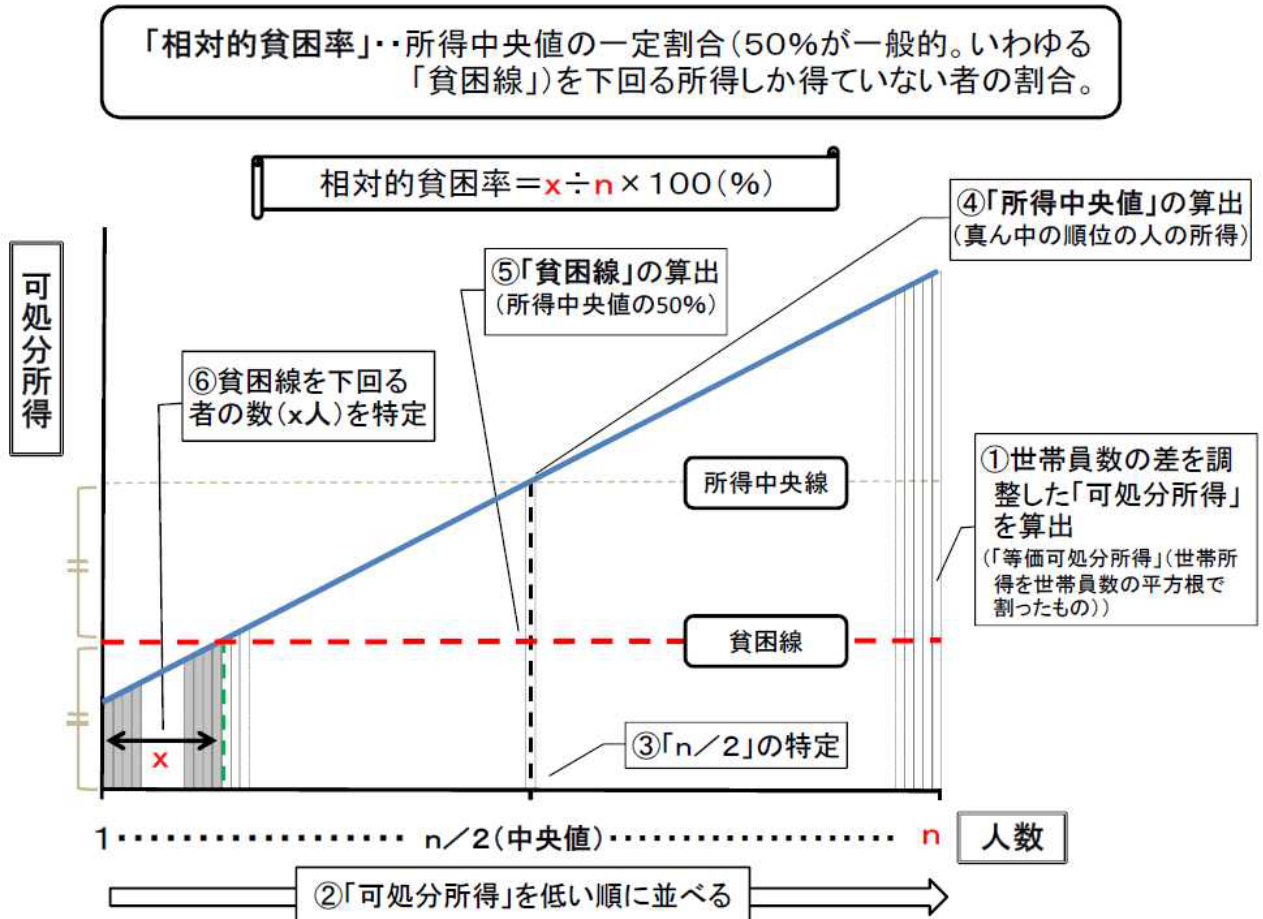 「相対的貧困率」‥所得中央値の一定割合(50%が一般的。いわゆる
「貧困線」)を下回る所得しか得ていない者の割合。
相対的貧困率=x÷n×100(%)
④「所得中央値」の算出
(真ん中の順位の人の所得)
⑤「貧困線」の算出
(所得中央値の50%)
可処分所得
⑥貧困線を下回る
者の数(x人)を特定
所得中央線
①世帯員数の差を調
整した「可処分所得」
を算出
(「等価可処分所得」(世帯所
得を世帯員数の平方根で
割ったもの))
貧困線
x
③「n/2」の特定
1・・・・・・・・・・・・・・・・・ n/2(中央値)・・・・・・・・・・・・・・・・・ n
人数
②「可処分所得」を低い順に並べる